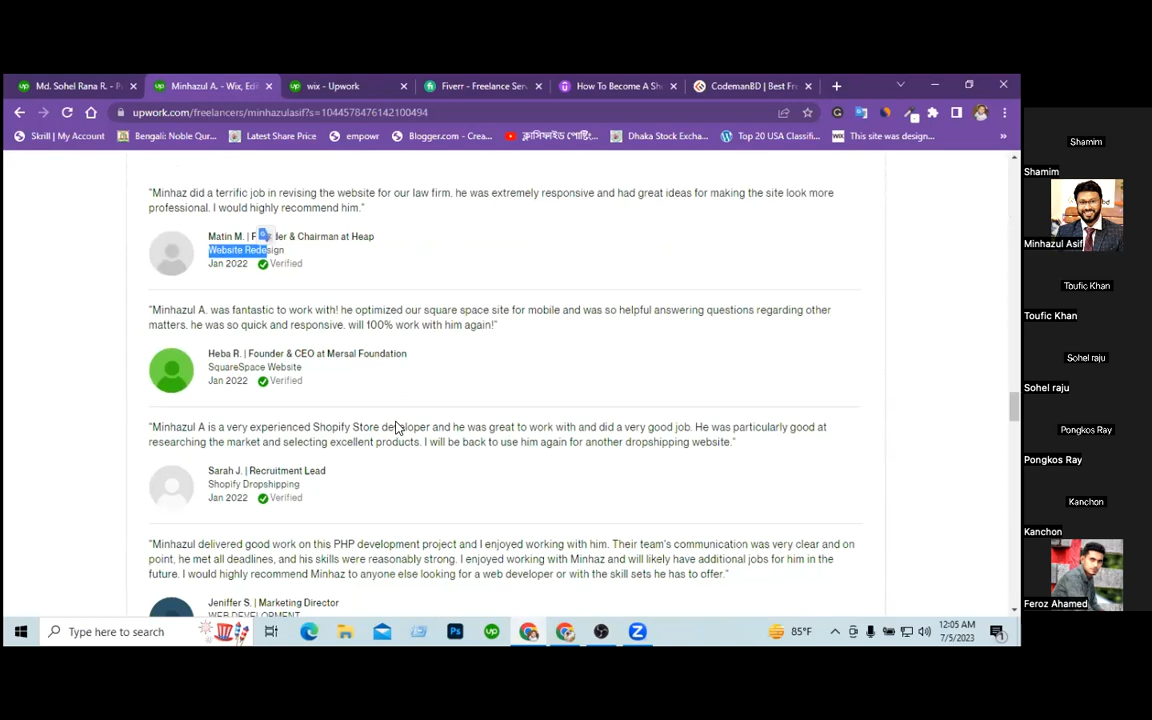 Md. Sohel Rana R. - P
Minhazul A. - Wix, Edi
wix - Upwork
Fiverr - Freelance Serv
How To Become A Sh
CodemanBD | Best Fr
upwork.com/freelancers/minhazulasif?s=1044578476142100494
Skrill | My Account
Bengali: Noble Qur...
Latest Share Price
empowr
Blogger.com - Crea...
ক্লাসিফাইড পোস্টিং...
Dhaka Stock Excha...
Top 20 USA Classifi...
This site was design...
"Minhaz did a terrific job in revising the website for our law firm. he was extremely responsive and had great ideas for making the site look more
professional. I would highly recommend him."
Matin M. | F der & Chairman at Heap
Website Redesign
Jan 2022 Verified
"Minhazul A. was fantastic to work with! he optimized our square space site for mobile and was so helpful answering questions regarding other
matters. he was so quick and responsive. will 100% work with him again!"
Heba R. | Founder & CEO at Mersal Foundation
SquareSpace Website
Jan 2022 Verified
"Minhazul A is a very experienced Shopify Store developer and he was great to work with and did a very good job. He was particularly good at
researching the market and selecting excellent products. I will be back to use him again for another dropshipping website."
Sarah J. | Recruitment Lead
Shopify Dropshipping
Jan 2022 Verified
"Minhazul delivered good work on this PHP development project and I enjoyed working with him. Their team's communication was very clear and on
point, he met all deadlines, and his skills were reasonably strong. I enjoyed working with Minhaz and will likely have additional jobs for him in the
future. I would highly recommend Minhaz to anyone else looking for a web developer or with the skill sets he has to offer."
Jeniffer S. | Marketing Director
WEB DEVELOPMENT
Type here to search
Ps
up
85°F
12:05 AM
7/5/2023
Shamim
Shamim
Minhazul Asif
Toufic Khan
Toufic Khan
Sohel raju
Sohel raju
Pongkos Ray
Pongkos Ray
Kanchon
Kanchon
Feroz Ahamed